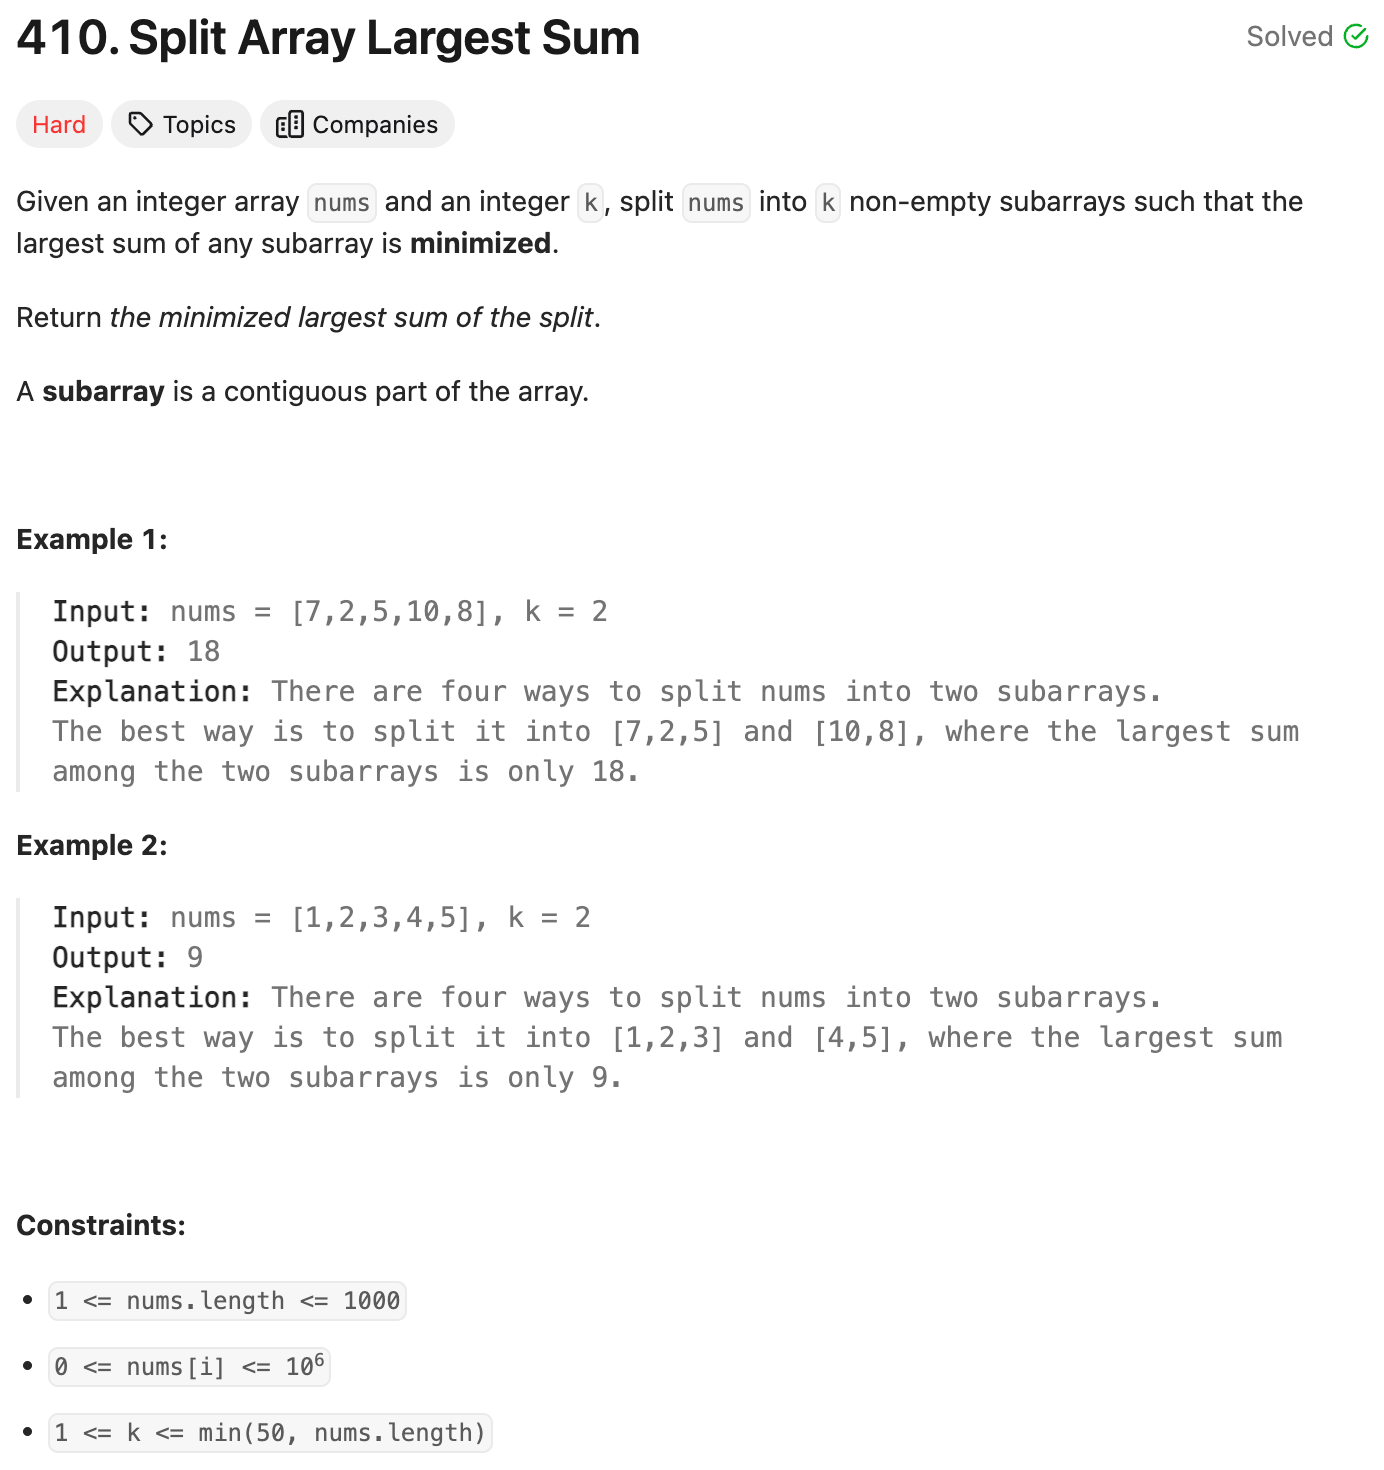 410. Split Array Largest Sum
Solved
Hard Topics Companies
Given an integer array nums and an integer k, split nums into k non-empty subarrays such that the
largest sum of any subarray is minimized.
Return the minimized largest sum of the split.
A subarray is a contiguous part of the array.
Example 1:
Input: nums = [7,2,5,10,8], k = 2
Output: 18
Explanation: There are four ways to split nums into two subarrays.
The best way is to split it into [7,2,5] and [10,8], where the largest sum
among the two subarrays is only 18.
Example 2:
Input: nums = [1,2,3,4,5], k = 2
Output: 9
Explanation: There are four ways to split nums into two subarrays.
The best way is to split it into [1,2,3] and [4,5], where the largest sum
among the two subarrays is only 9.
Constraints:
• 1 <= nums.length <= 1000
• 0 <= nums[i] <= 10⁶
• 1 <= k <= min(50, nums.length)